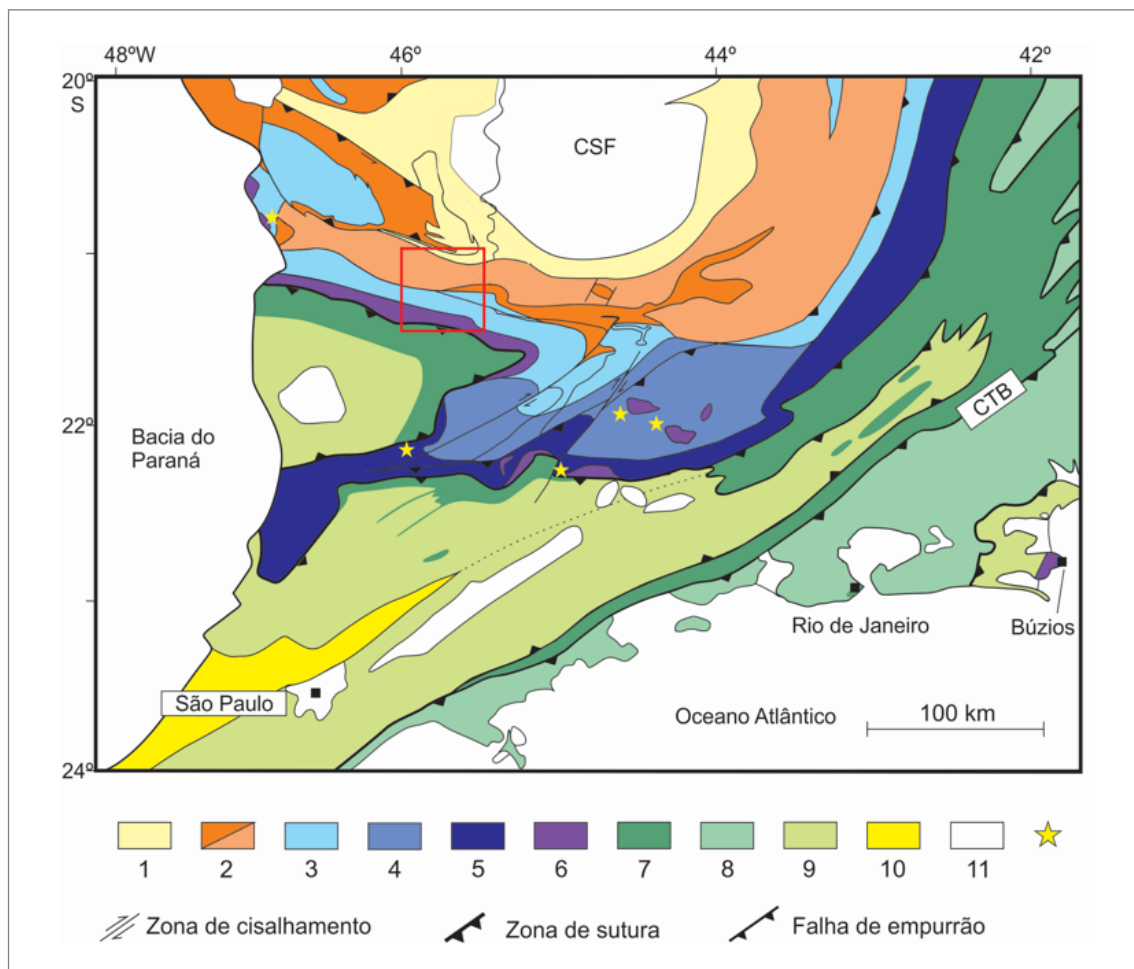 48ºW
46º
44º
42º
20º
S
CSF
22º
Bacia do
Paraná
CTB
Rio de Janeiro
Búzios
São Paulo
Oceano Atlântico
100 km
24º
1
2
3
4
5
6
7
8
9
10
11
Zona de cisalhamento
Zona de sutura
Falha de empurrão